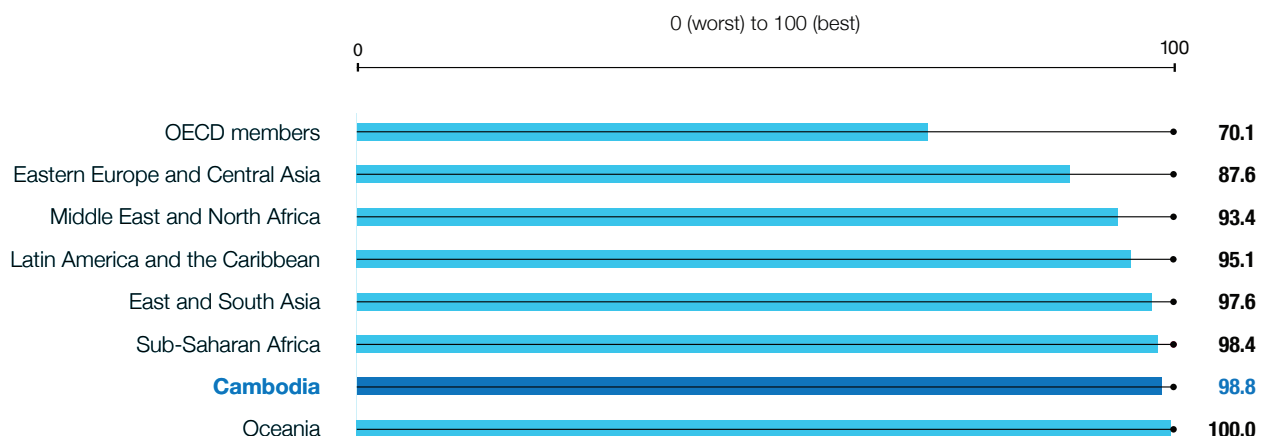 0 (worst) to 100 (best)
0 100
OECD members 70.1
Eastern Europe and Central Asia 87.6
Middle East and North Africa 93.4
Latin America and the Caribbean 95.1
East and South Asia 97.6
Sub-Saharan Africa 98.4
Cambodia 98.8
Oceania 100.0